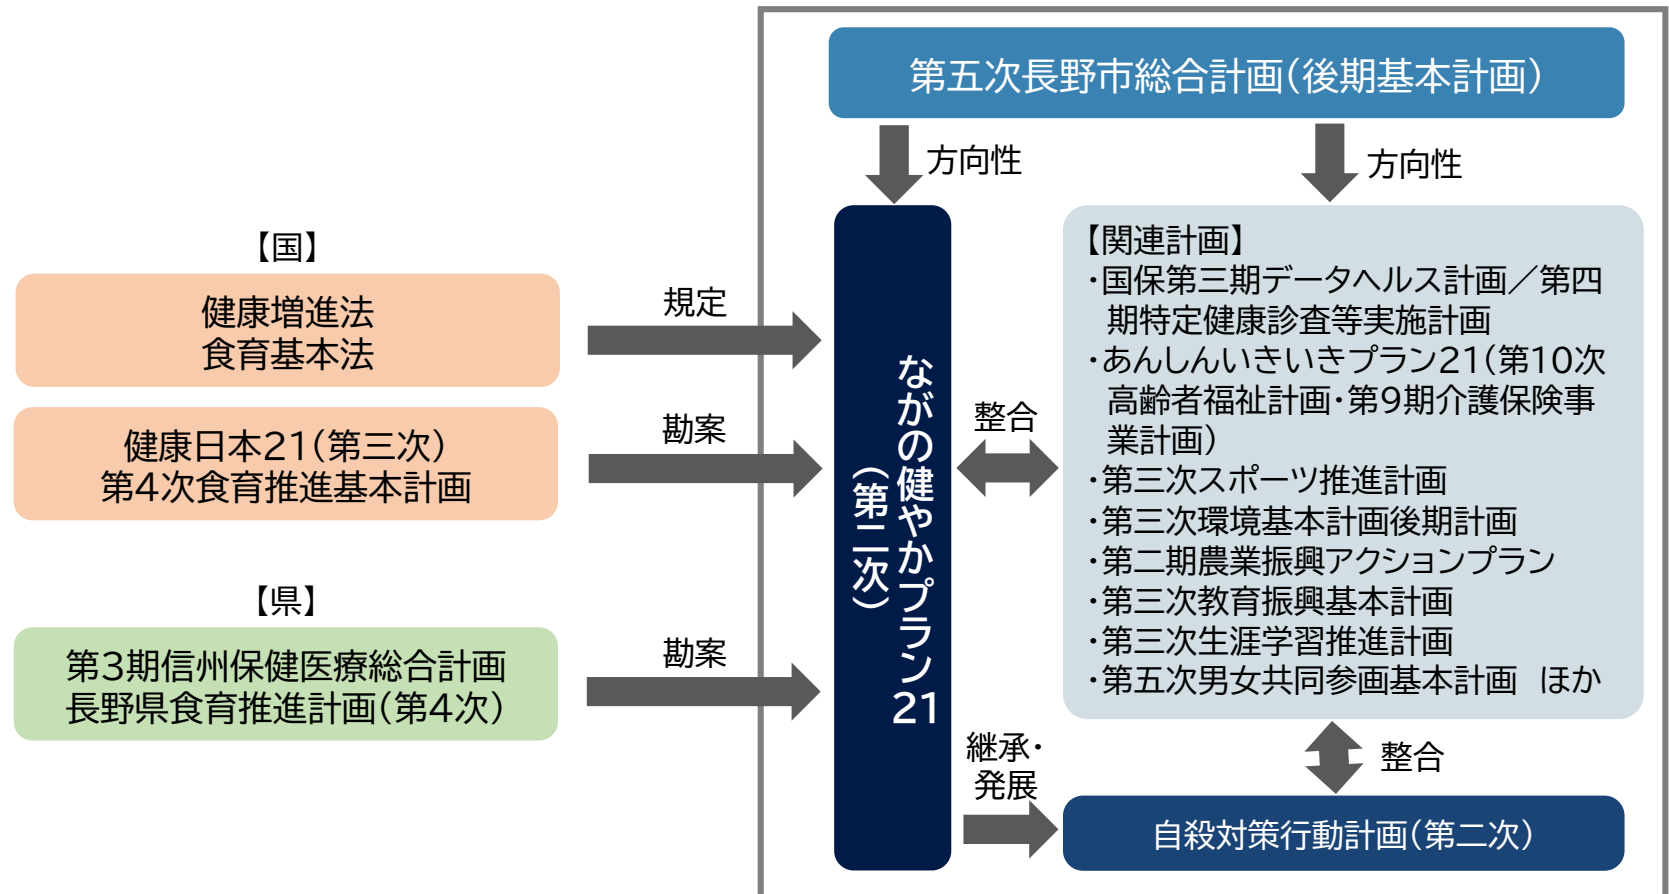 第五次長野市総合計画(後期基本計画)
方向性
方向性
【国】
健康増進法
食育基本法
規定
健康日本21(第三次)
第4次食育推進基本計画
勘案
【県】
第3期信州保健医療総合計画
長野県食育推進計画(第4次)
勘案
ながの健やかプラン21
(第二次)
整合
【関連計画】
・国保第三期データヘルス計画/第四
期特定健康診査等実施計画
・あんしんいきいきプラン21(第10次
高齢者福祉計画・第9期介護保険事
業計画)
・第三次スポーツ推進計画
・第三次環境基本計画後期計画
・第二期農業振興アクションプラン
・第三次教育振興基本計画
・第三次生涯学習推進計画
・第五次男女共同参画基本計画 ほか
継承・
発展
整合
自殺対策行動計画(第二次)